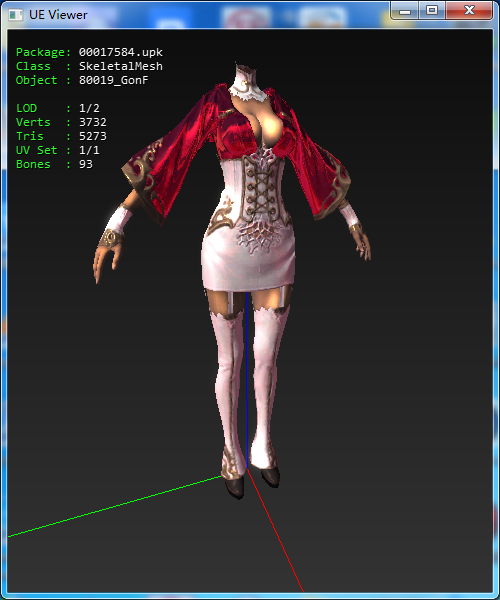 UE Viewer
Package: 00017584.upk
Class : SkeletalMesh
Object : 80019_GonF
LOD : 1/2
Verts : 3732
Tris : 5273
UV Set : 1/1
Bones : 93